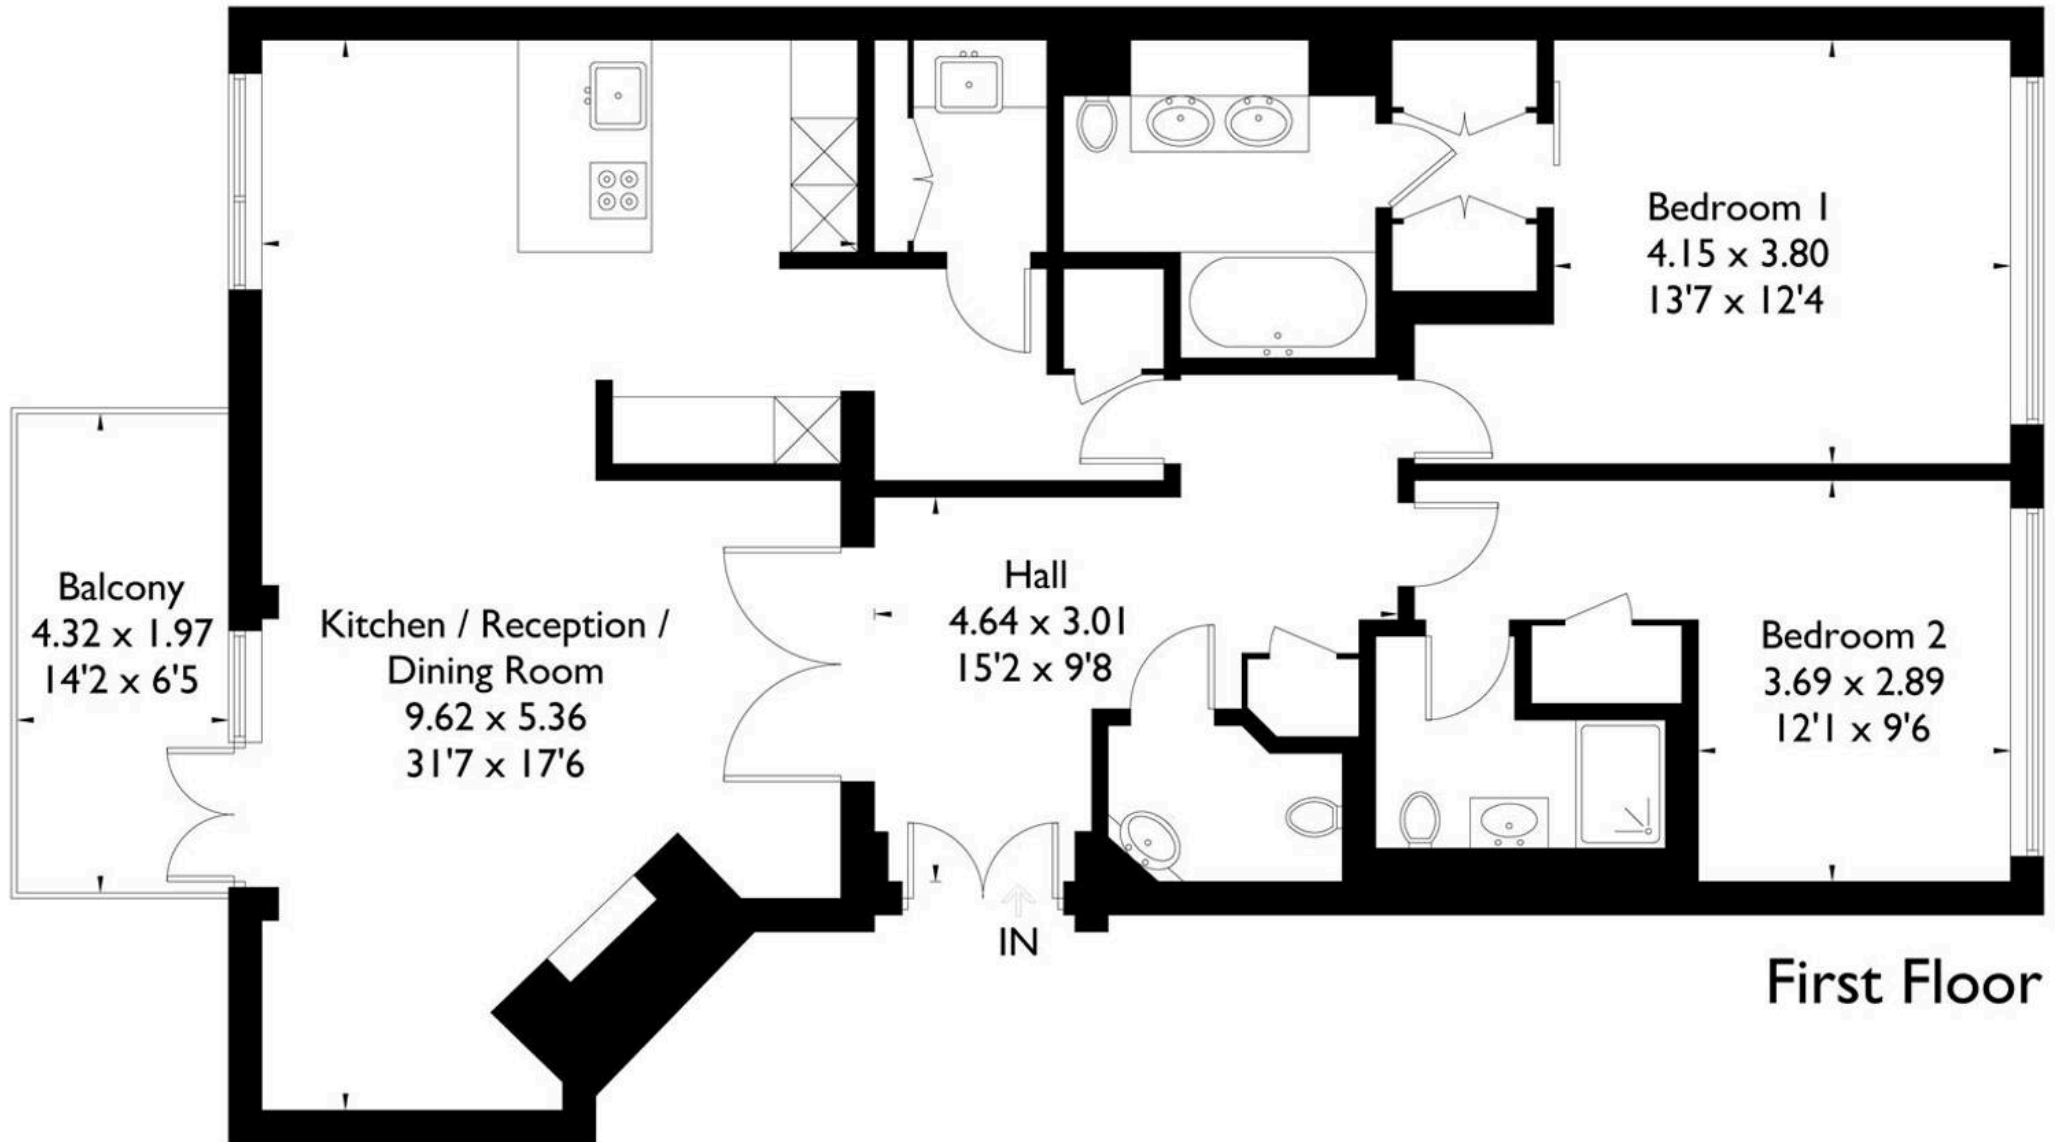 Bedroom 1
4.15 x 3.80
13'7 x 12'4
Balcony
4.32 x 1.97
14'2 x 6'5
Kitchen / Reception /
Dining Room
9.62 x 5.36
31'7 x 17'6
Hall
4.64 x 3.01
15'2 x 9'8
Bedroom 2
3.69 x 2.89
12'1 x 9'6
IN
First Floor